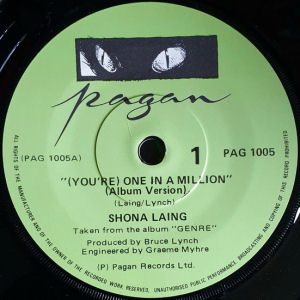 pagan
(PAG 1005A)
1
PAG 1005
"(YOU'RE) ONE IN A MILLION"
(Album Version)
(Laing/Lynch)
SHONA LAING
Taken from the album "GENRE"
Produced by Bruce Lynch
Engineered by Graeme Myhre
(P) Pagan Records Ltd.
ALL RIGHTS OF THE MANUFACTURER AND OF THE OWNER OF THE RECORDED WORK RESERVED, UNAUTHORISED PUBLIC PERFORMANCE, BROADCASTING AND COPYING OF THIS RECORD PROHIBITED